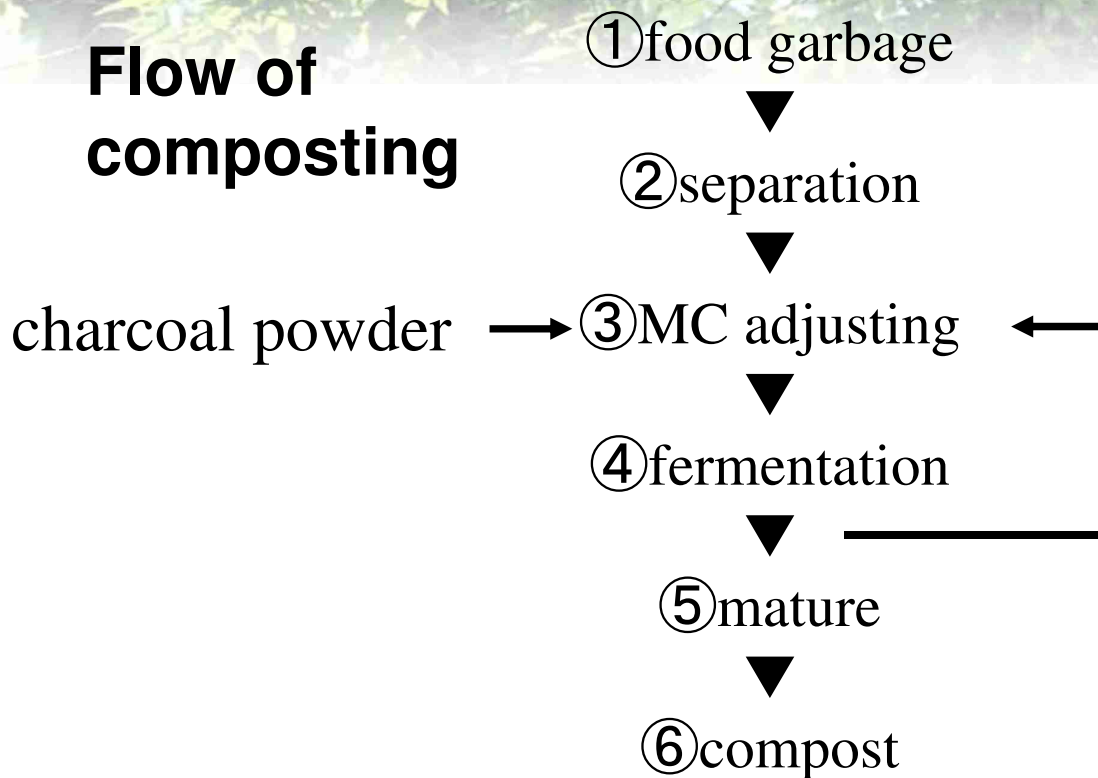 Flow of
composting
①food garbage
②separation
charcoal powder
③MC adjusting
④fermentation
⑤mature
⑥compost